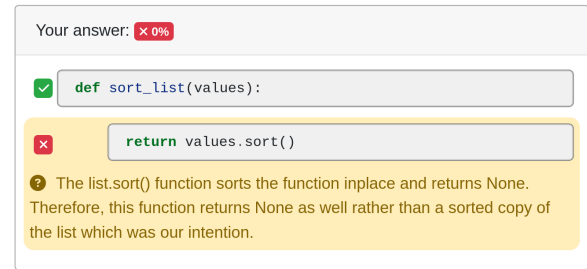 Your answer: × 0%
def sort_list(values):
return values.sort()
The list.sort() function sorts the function inplace and returns None.
Therefore, this function returns None as well rather than a sorted copy of
the list which was our intention.